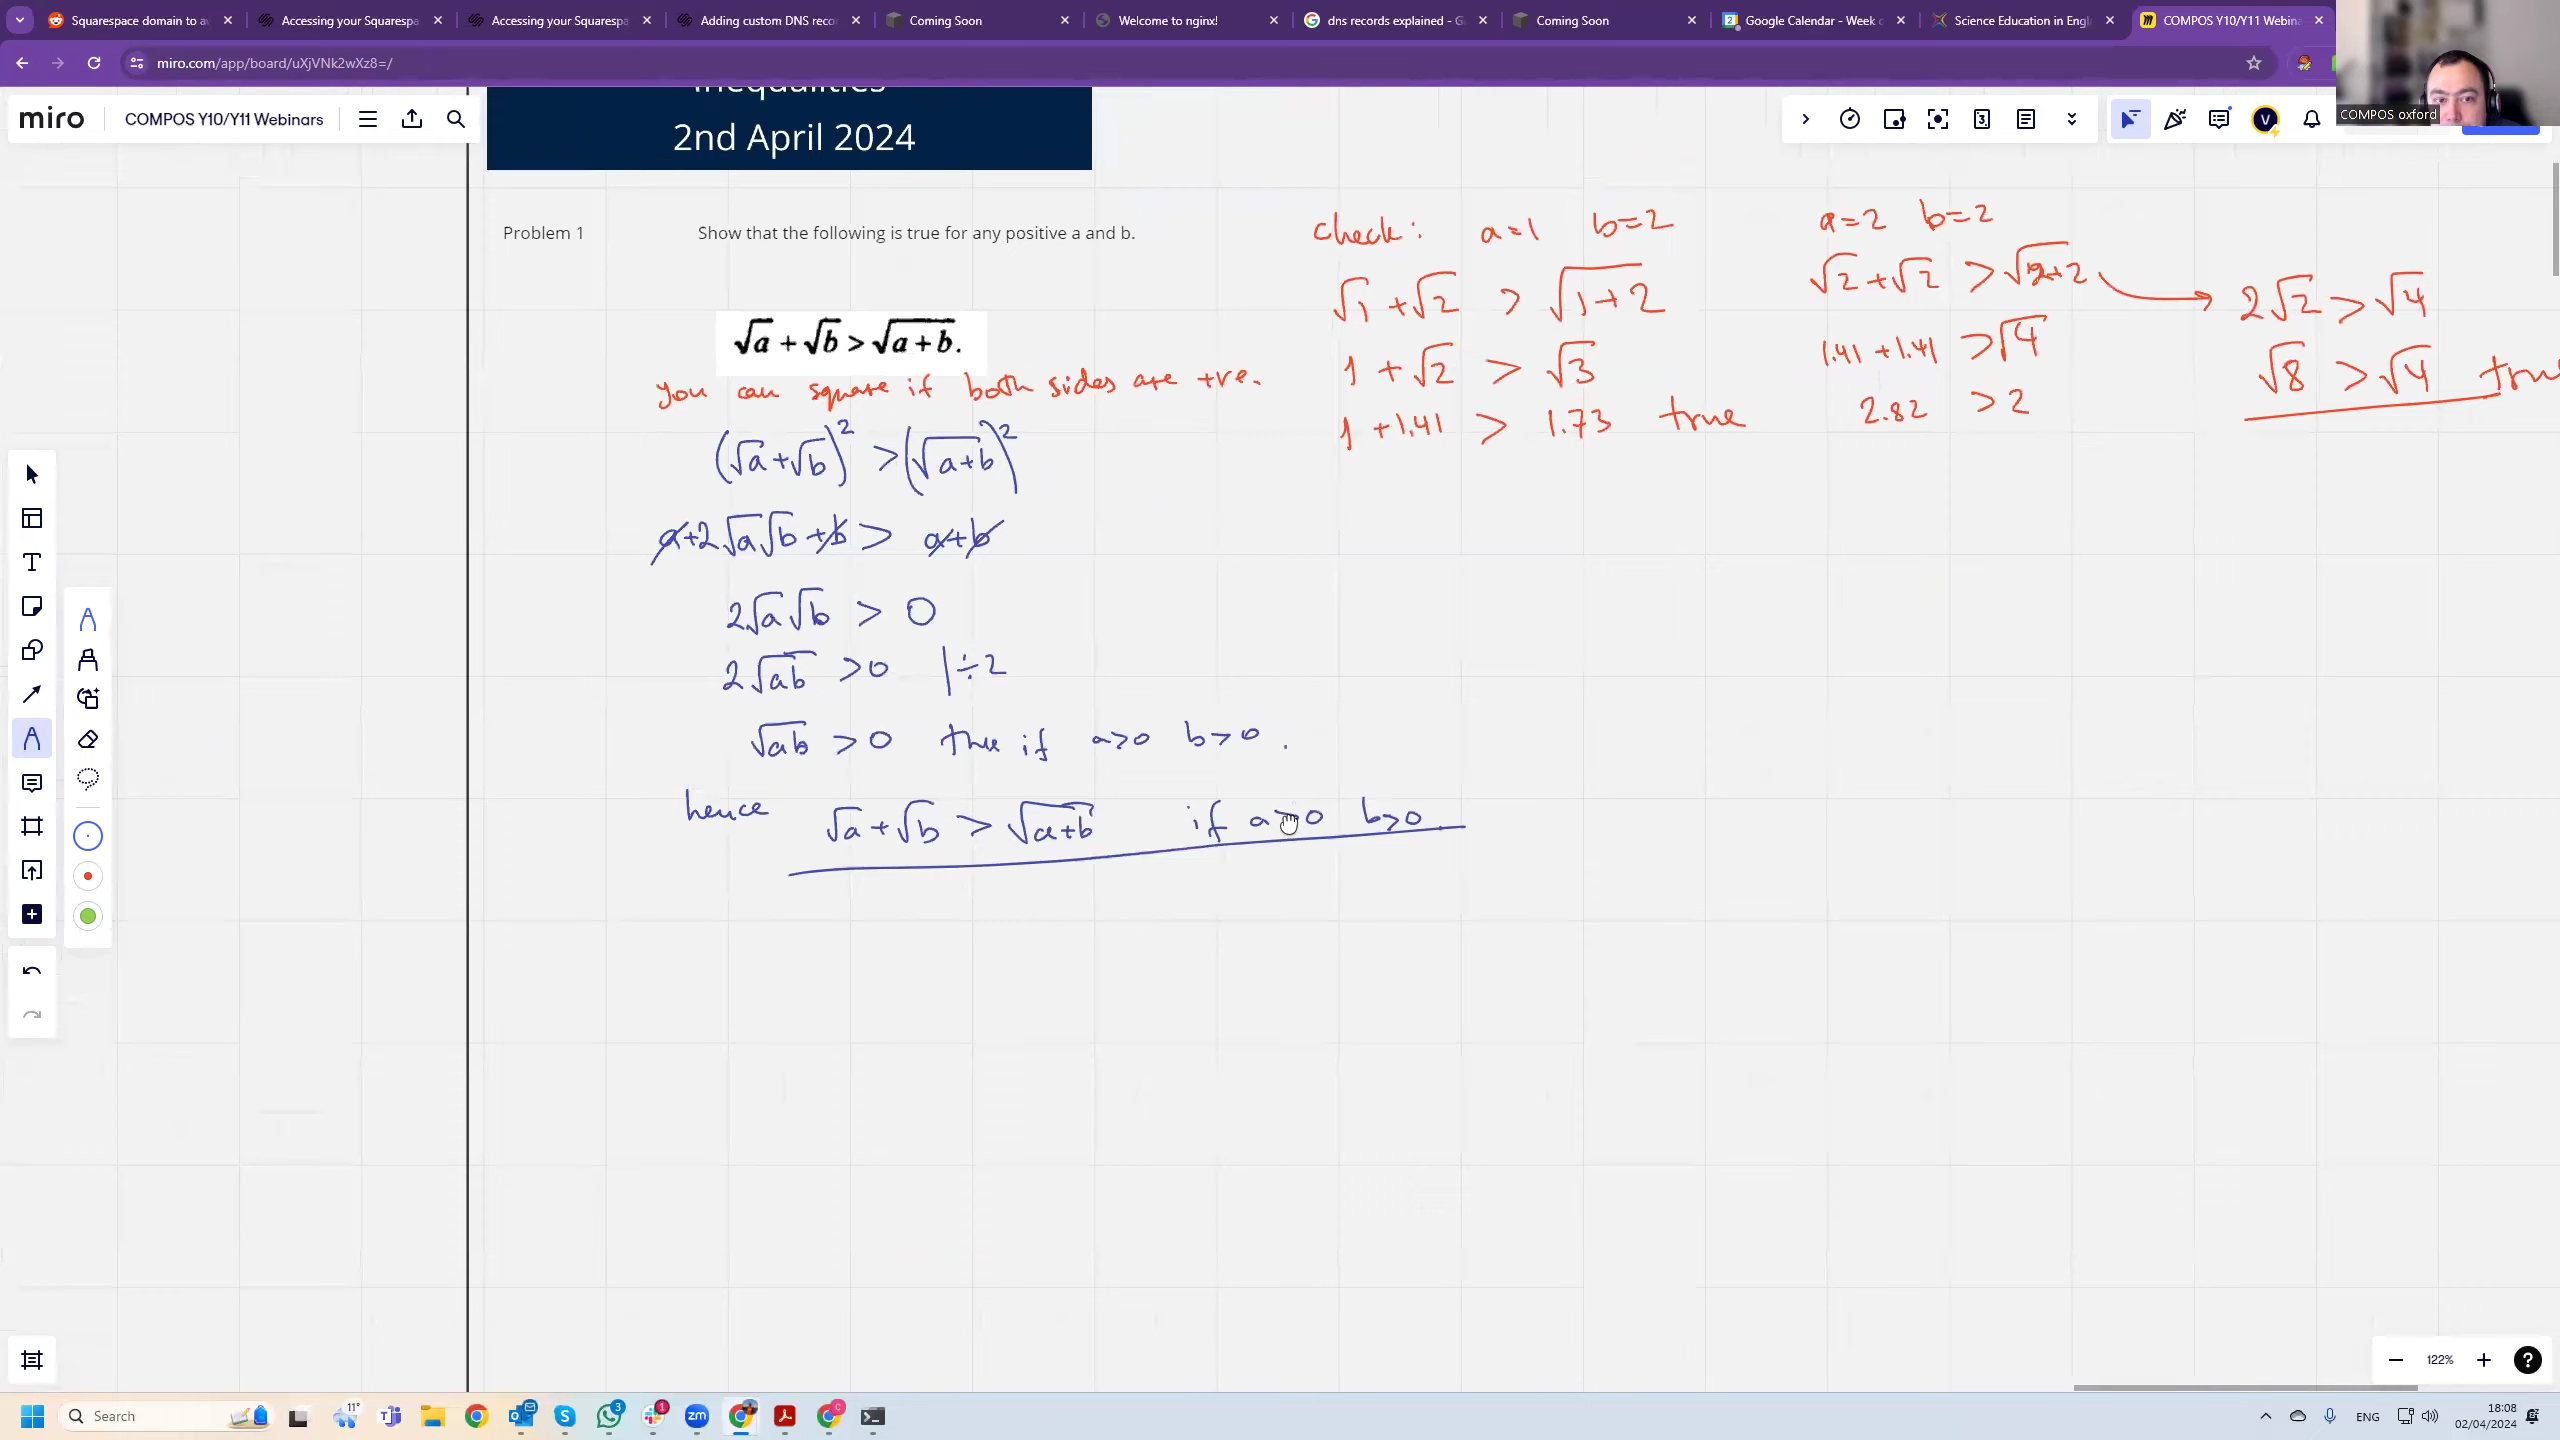 Squarespace domain to a
Accessing your Squarespa
Accessing your Squarespa
Adding custom DNS reco
Coming Soon
Welcome to nginx!
dns records explained - G
Coming Soon
Google Calendar - Week
Science Education in Eng
COMPOS Y10/Y11 Webina
miro.com/app/board/uXjVNk2wXz8=/
miro
COMPOS Y10/Y11 Webinars
COMPOS oxford
V
Inequalities
2nd April 2024
Problem 1
Show that the following is true for any positive a and b.
√a + √b > √(a + b).
you can square if both sides are +ve.
(√a + √b)² > (√(a+b))²
a + 2√a√b + b > a + b
2√a√b > 0
2√(ab) > 0 | ÷2
√(ab) > 0 true if a>0 b>0.
hence √a + √b > √(a+b) if a>0 b>0
check: a=1 b=2
√1 + √2 > √(1+2)
1 + √2 > √3
1 + 1.41 > 1.73 true
a=2 b=2
√2 + √2 > √(2+2)
1.41 + 1.41 > √4
2.82 > 2
2√2 > √4
√8 > √4 true
122%
Search
11°
3
1
ENG
18:08
02/04/2024